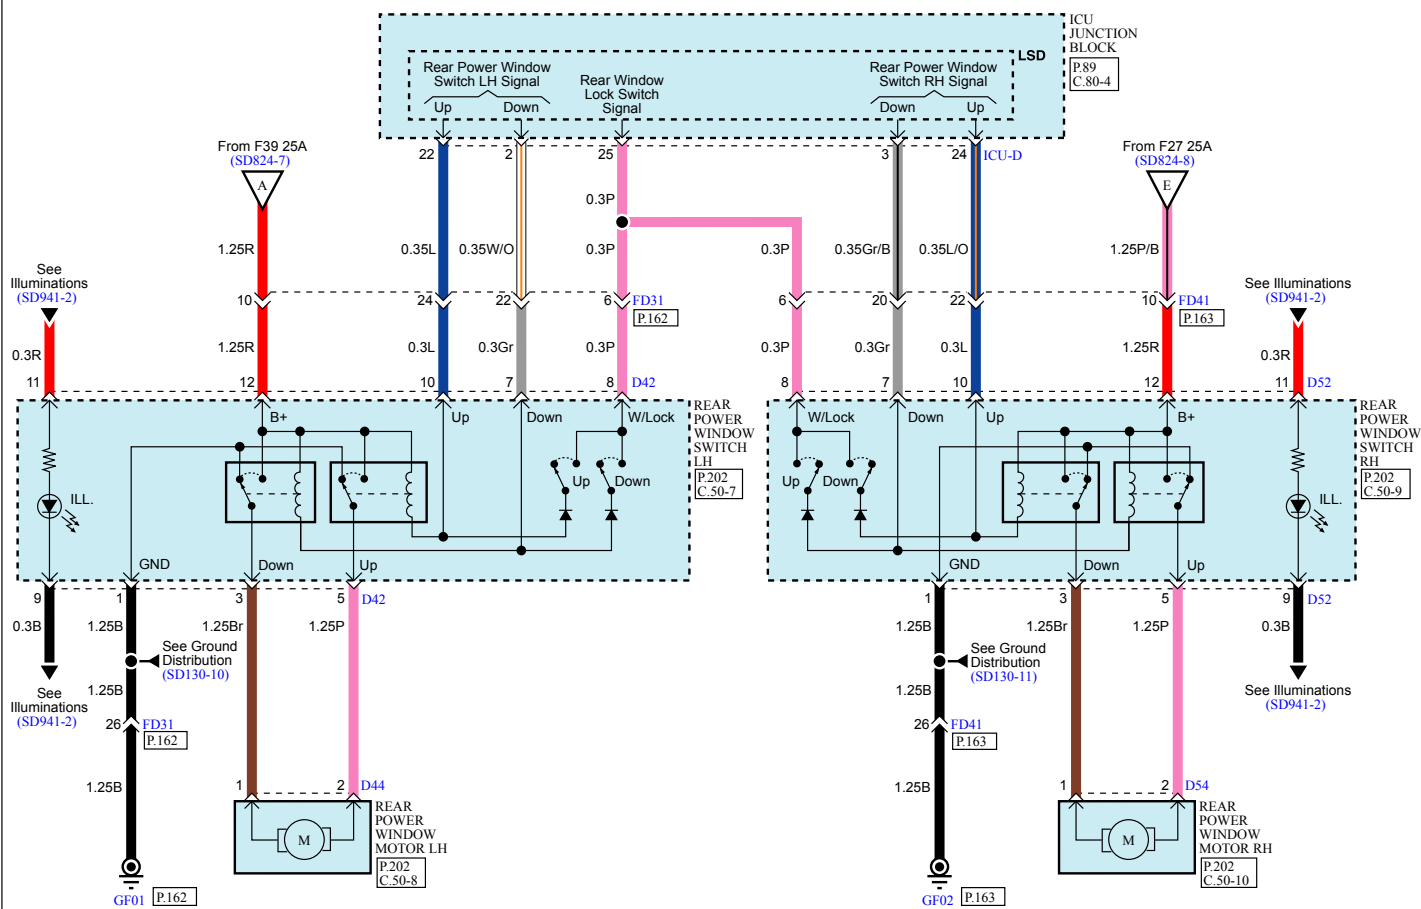 ICU
JUNCTION
BLOCK
P.89
C.80-4
LSD
Rear Power Window
Switch LH Signal
Up Down
Rear Window
Lock Switch
Signal
Rear Power Window
Switch RH Signal
Down Up
From F39 25A
(SD824-7)
A
22 2 25 3 24 ICU-D
From F27 25A
(SD824-8)
E
0.3P
1.25R 0.35L 0.35W/O 0.3P 0.3P 0.35Gr/B 0.35L/O 1.25P/B
See
Illuminations
(SD941-2)
See Illuminations
(SD941-2)
10 24 22 6 FD31
P.162
6 20 22 10 FD41
P.163
0.3R 1.25R 0.3L 0.3Gr 0.3P 0.3P 0.3Gr 0.3L 1.25R 0.3R
11 12 10 7 8 D42
8 7 10 12 11 D52
B+ Up Down W/Lock
REAR
POWER
WINDOW
SWITCH
LH
P.202
C.50-7
Up Down
ILL.
GND Down Up
W/Lock Down Up B+
REAR
POWER
WINDOW
SWITCH
RH
P.202
C.50-9
Up Down
ILL.
GND Down Up
9 1 3 5 D42
1 3 5 9 D52
0.3B 1.25B 1.25Br 1.25P
1.25B 1.25Br 1.25P 0.3B
See Ground
Distribution
(SD130-10)
See Ground
Distribution
(SD130-11)
See
Illuminations
(SD941-2)
See Illuminations
(SD941-2)
1.25B
1.25B
26 FD31
P.162
26 FD41
P.163
1.25B
1.25B
1 2 D44
1 2 D54
M
REAR
POWER
WINDOW
MOTOR LH
P.202
C.50-8
M
REAR
POWER
WINDOW
MOTOR RH
P.202
C.50-10
GF01 P.162
GF02 P.163